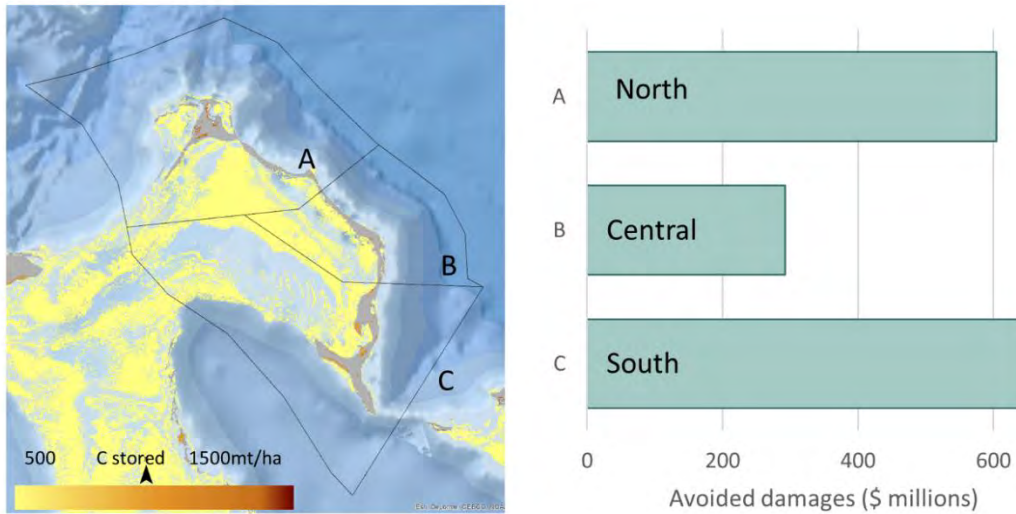 A
B
C
500 C stored 1500mt/ha
A North
B Central
C South
0 200 400 600
Avoided damages ($ millions)